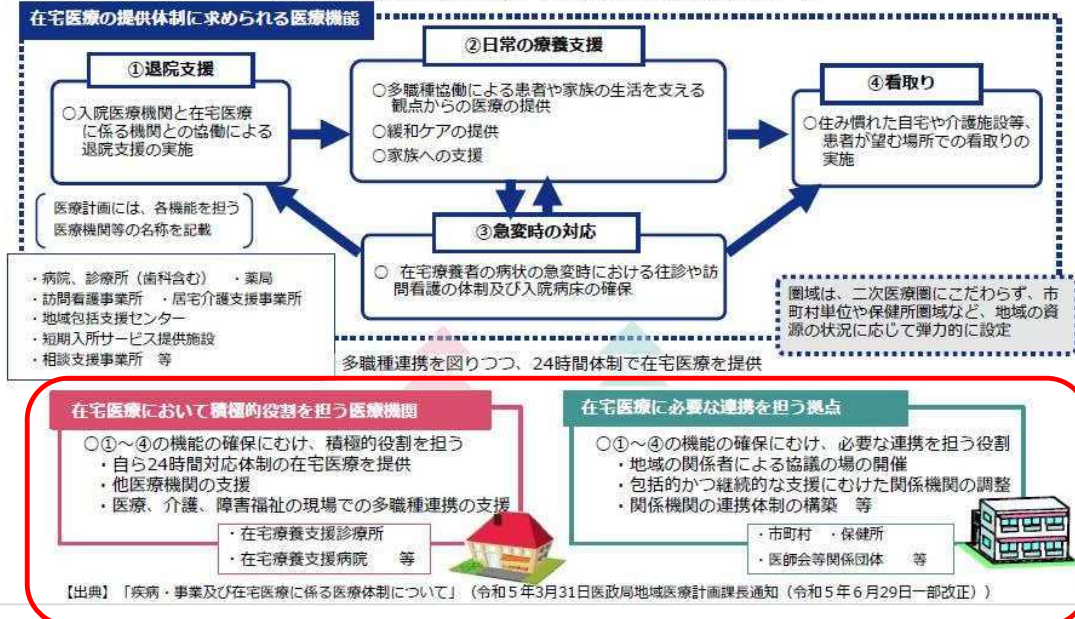 在宅医療の提供体制に求められる医療機能
①退院支援
○入院医療機関と在宅医療
に係る機関との協働による
退院支援の実施
②日常の療養支援
○多職種協働による患者や家族の生活を支える
観点からの医療の提供
○緩和ケアの提供
○家族への支援
④看取り
○住み慣れた自宅や介護施設等、
患者が望む場所での看取りの
実施
医療計画には、各機能を担う
医療機関等の名称を記載
③急変時の対応
○ 在宅療養者の病状の急変時における往診や訪
問看護の体制及び入院病床の確保
・病院、診療所（歯科含む） ・薬局
・訪問看護事業所 ・居宅介護支援事業所
・地域包括支援センター
・短期入所サービス提供施設
・相談支援事業所 等
圏域は、二次医療圏にこだわらず、市
町村単位や保健所圏域など、地域の資
源の状況に応じて弾力的に設定
多職種連携を図りつつ、24時間体制で在宅医療を提供
在宅医療において積極的役割を担う医療機関
○①～④の機能の確保にむけ、積極的役割を担う
・自ら24時間対応体制の在宅医療を提供
・他医療機関の支援
・医療、介護、障害福祉の現場での多職種連携の支援
・在宅療養支援診療所
・在宅療養支援病院 等
在宅医療に必要な連携を担う拠点
○①～④の機能の確保にむけ、必要な連携を担う役割
・地域の関係者による協議の場の開催
・包括的かつ継続的な支援にむけた関係機関の調整
・関係機関の連携体制の構築 等
・市町村 ・保健所
・医師会等関係団体 等
【出典】「疾病・事業及び在宅医療に係る医療体制について」（令和５年3月31日医政局地域医療計画課長通知（令和５年６月29日一部改正））